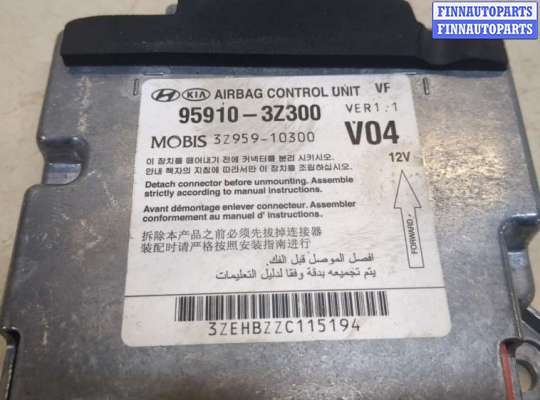 FINNAUTOPARTS
FINNAUTOPARTS
HYUNDAI KIA AIRBAG CONTROL UNIT VF
95910-3Z300 VER1.1
MOBIS 3Z959-10300 V04
이 장치를 떼어내기 전에 커넥터를 분리 시키시오. 12V
안내 책자의 지침에 따라서만 이 장치를 조립하십시오.
Detach connector before unmounting. Assemble
strictly according to manual instructions.
Avant démontage enlever connecteur. Assembler
conformement au manuel d' instructions.
拆除本产品之前必须先拔掉连接器
装配时请严格按照安装指南进行
FORWARD
افصل الموصل قبل الفك.
يتم تجميعه بدقة وفقا لدليل التعليمات
3ZEHBZZC115194